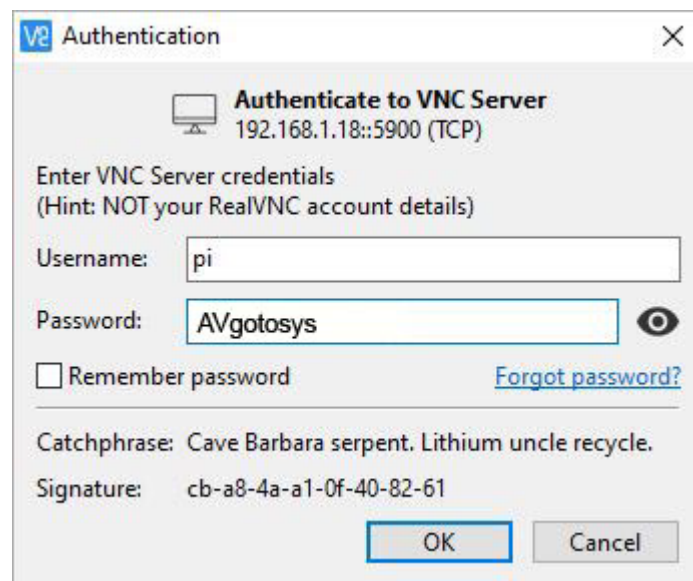 V2 Authentication
Authenticate to VNC Server
192.168.1.18::5900 (TCP)
Enter VNC Server credentials
(Hint: NOT your RealVNC account details)
Username: pi
Password: AVgotosys
Remember password Forgot password?
Catchphrase: Cave Barbara serpent. Lithium uncle recycle.
Signature: cb-a8-4a-a1-0f-40-82-61
OK Cancel